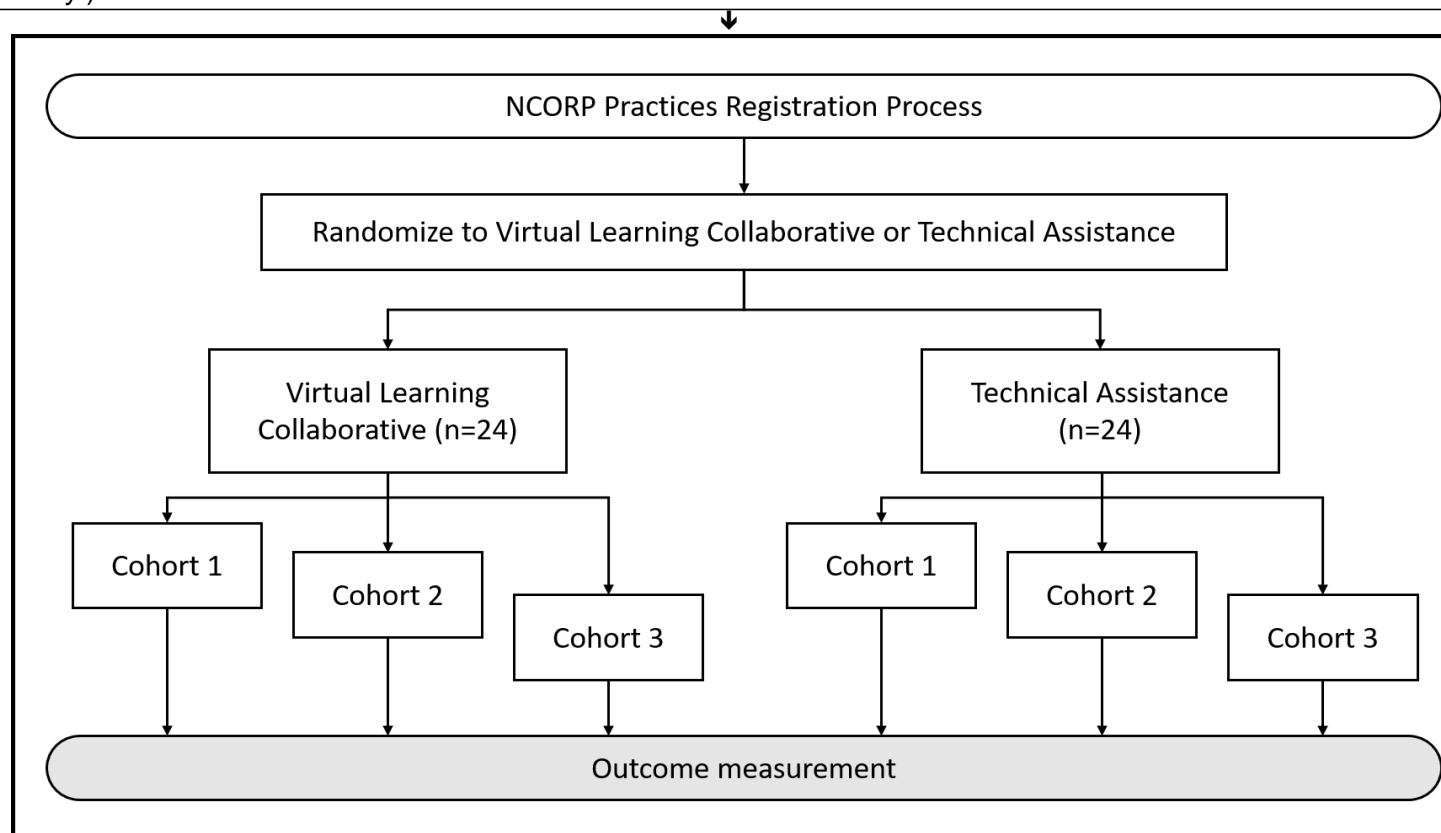 NCORP Practices Registration Process
Randomize to Virtual Learning Collaborative or Technical Assistance
Virtual Learning
Collaborative (n=24)
Technical Assistance
(n=24)
Cohort 1
Cohort 2
Cohort 3
Cohort 1
Cohort 2
Cohort 3
Outcome measurement